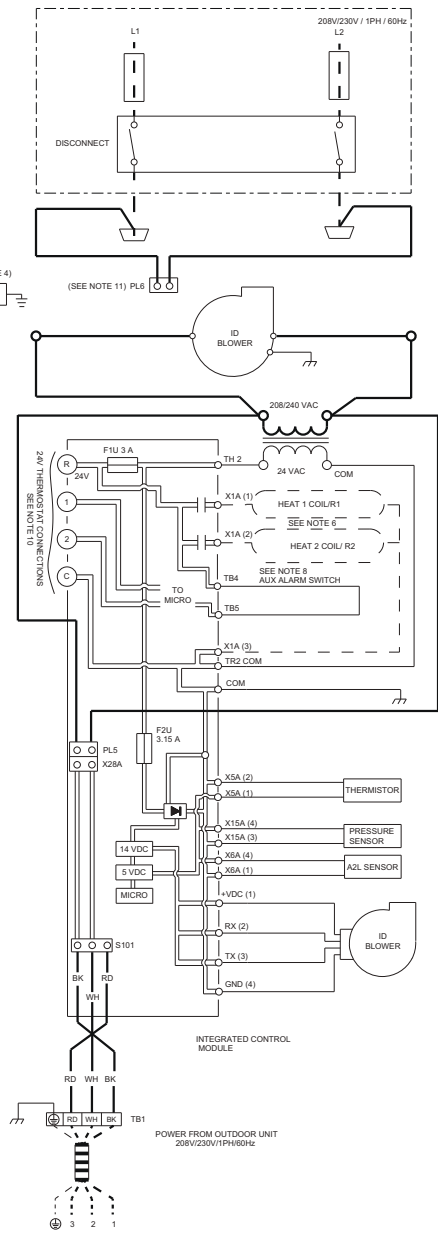 208V/230V / 1PH / 60Hz
L1
L2
DISCONNECT
4)
(SEE NOTE 11) PL6
ID
BLOWER
208/240 VAC
F1U 3 A
TH 2
R
24V
24 VAC
COM
24V THERMOSTAT CONNECTIONS
SEE NOTE 10
1
X1A (1)
HEAT 1 COIL/R1
SEE NOTE 6
2
X1A (2)
HEAT 2 COIL/ R2
C
SEE NOTE 8
AUX ALARM SWITCH
TB4
TO
MICRO
TB5
X1A (3)
TR2 COM
COM
F2U
3.15 A
PL5
X28A
X5A (2)
THERMISTOR
X5A (1)
X15A (4)
PRESSURE
SENSOR
X15A (3)
14 VDC
X6A (4)
A2L SENSOR
5 VDC
X6A (1)
MICRO
+VDC (1)
RX (2)
ID
BLOWER
S101
TX (3)
BK
RD
WH
GND (4)
INTEGRATED CONTROL
MODULE
RD WH BK
RD WH BK TB1
POWER FROM OUTDOOR UNIT
208V/230V/1PH/60Hz
3 2 1